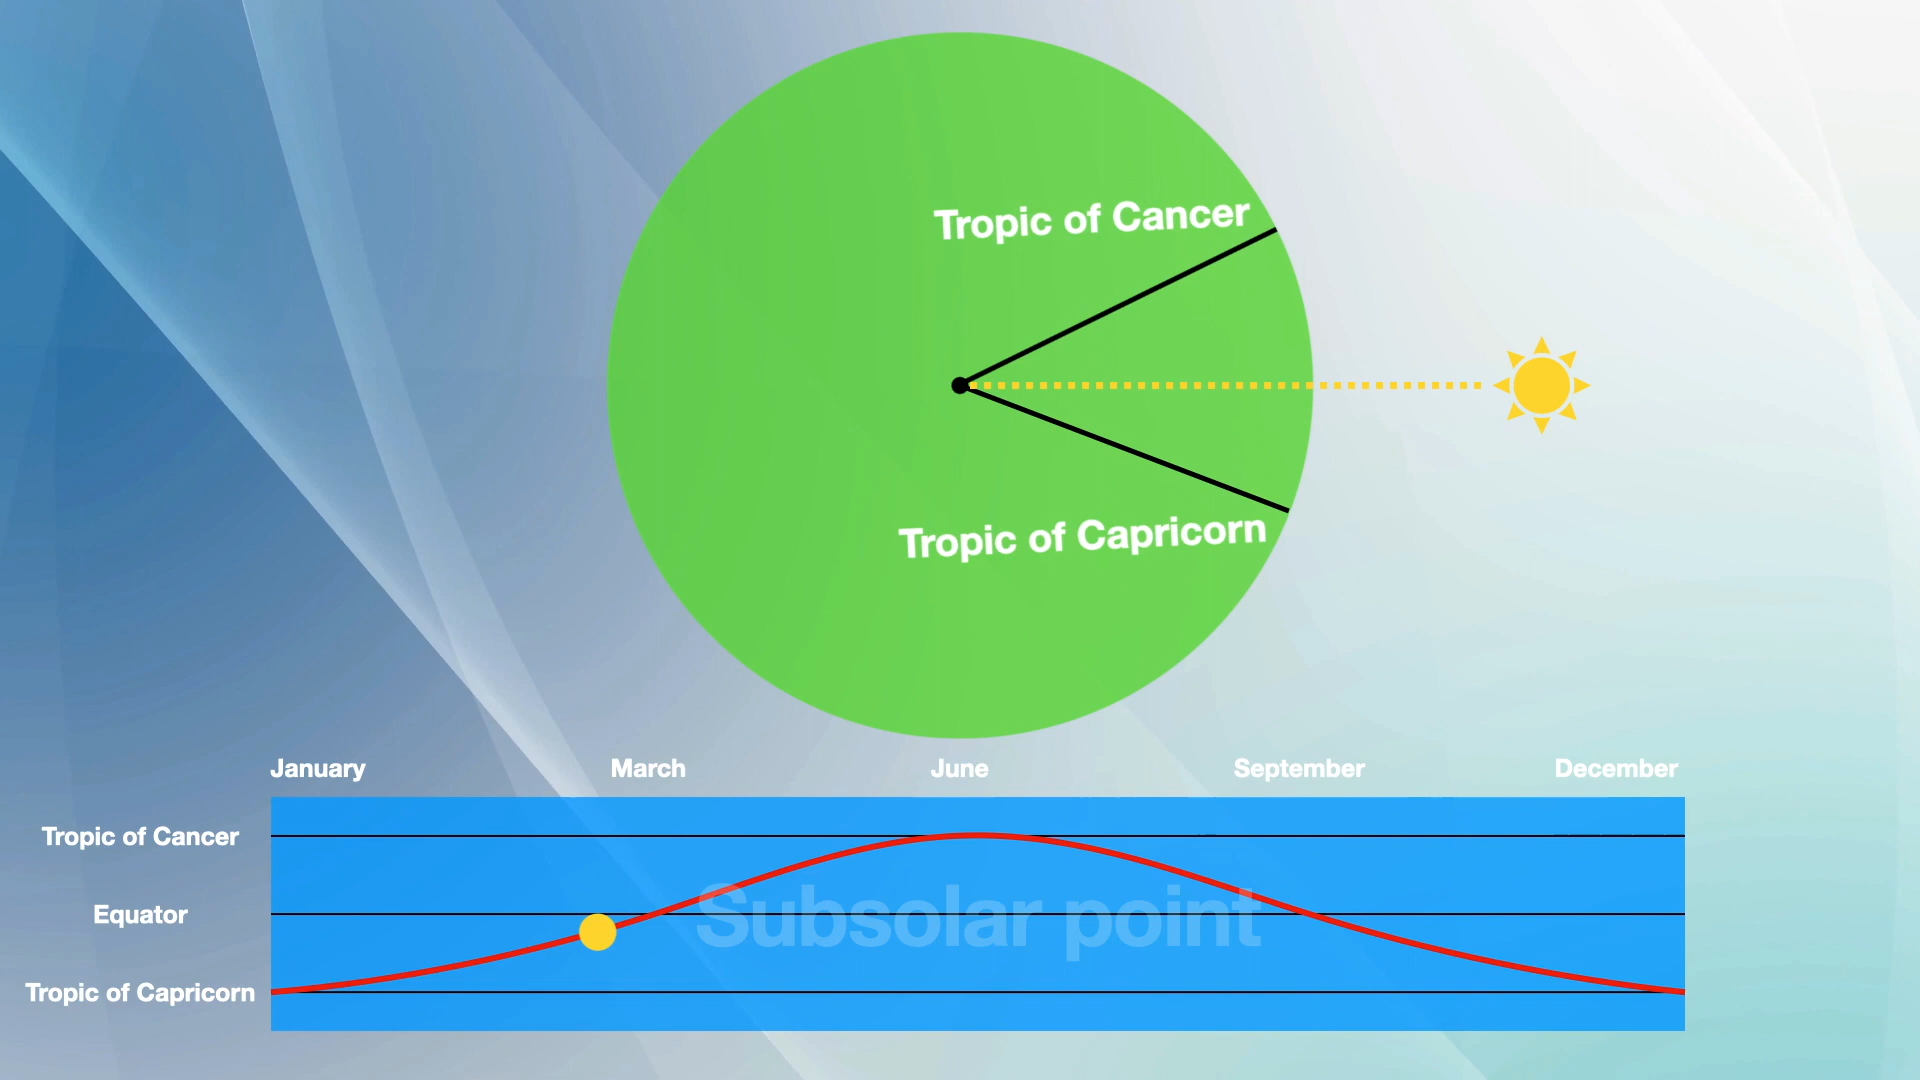 Tropic of Cancer
Tropic of Capricorn
January March June September December
Tropic of Cancer
Subsolar point
Equator
Tropic of Capricorn